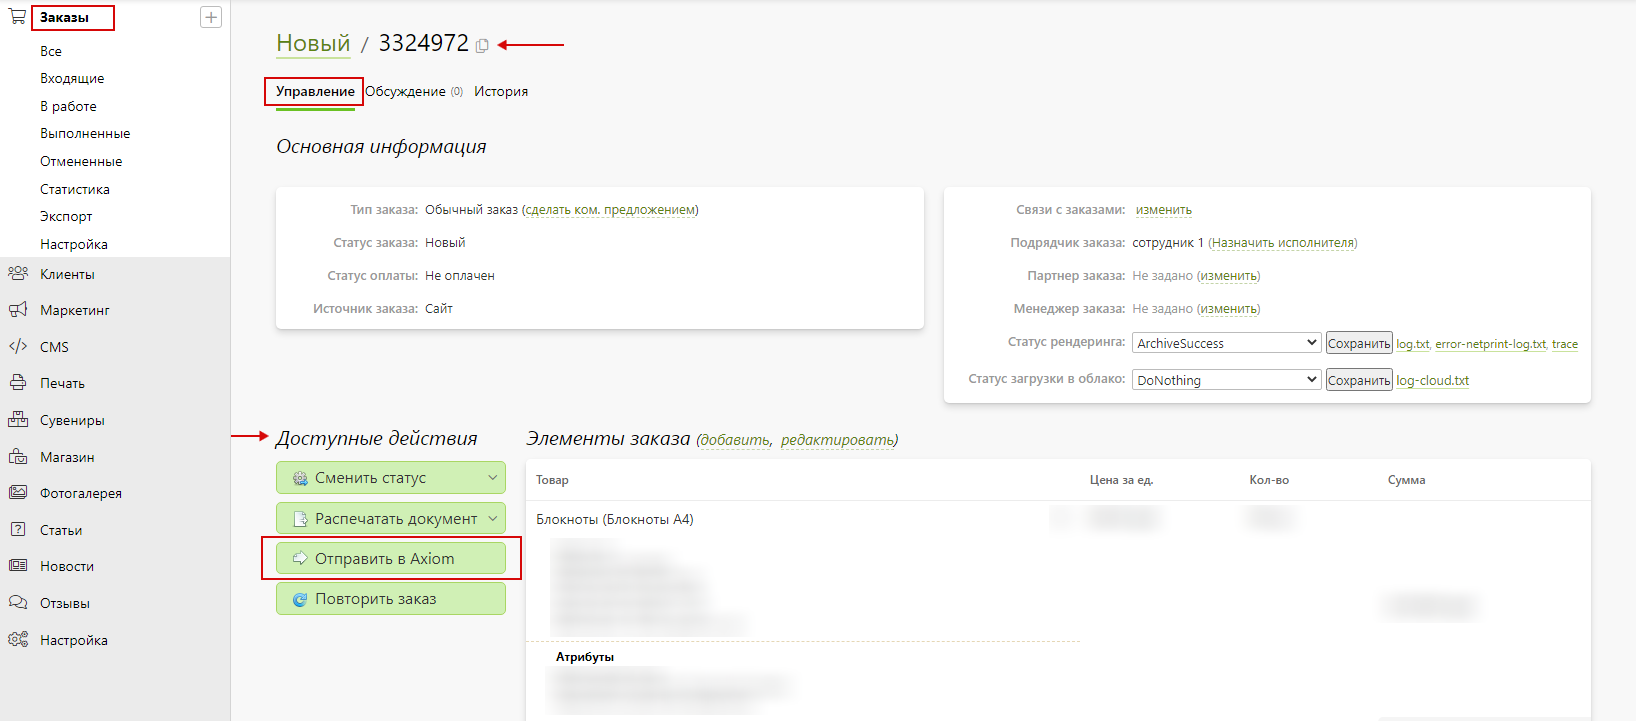 Заказы
Все
Входящие
В работе
Выполненные
Отмененные
Статистика
Экспорт
Настройка
Клиенты
Маркетинг
CMS
Печать
Сувениры
Магазин
Фотогалерея
Статьи
Новости
Отзывы
Настройка
Новый / 3324972
Управление Обсуждение (0) История
Основная информация
Тип заказа: Обычный заказ (сделать ком. предложением)
Статус заказа: Новый
Статус оплаты: Не оплачен
Источник заказа: Сайт
Связи с заказами: изменить
Подрядчик заказа: сотрудник 1 (Назначить исполнителя)
Партнер заказа: Не задано (изменить)
Менеджер заказа: Не задано (изменить)
Статус рендеринга: ArchiveSuccess Сохранить log.txt, error-netprint-log.txt, trace
Статус загрузки в облако: DoNothing Сохранить log-cloud.txt
Доступные действия
Сменить статус
Распечатать документ
Отправить в Axiom
Повторить заказ
Элементы заказа (добавить, редактировать)
Товар Цена за ед. Кол-во Сумма
Блокноты (Блокноты А4)
Атрибуты